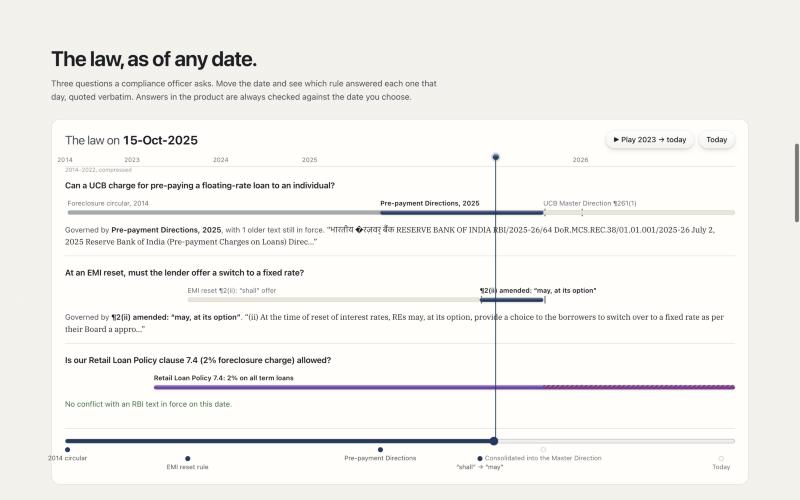 The law, as of any date.
Three questions a compliance officer asks. Move the date and see which rule answered each one that
day, quoted verbatim. Answers in the product are always checked against the date you choose.
The law on 15-Oct-2025
▶ Play 2023 → today
Today
2014
2023
2024
2025
2026
2014–2022, compressed
Can a UCB charge for pre-paying a floating-rate loan to an individual?
Foreclosure circular, 2014
Pre-payment Directions, 2025
UCB Master Direction ¶261(1)
Governed by Pre-payment Directions, 2025, with 1 older text still in force. “भारतीय �रज़वर् बैंक RESERVE BANK OF INDIA RBI/2025-26/64 DoR.MCS.REC.38/01.01.001/2025-26 July 2,
2025 Reserve Bank of India (Pre-payment Charges on Loans) Direc...”
At an EMI reset, must the lender offer a switch to a fixed rate?
EMI reset ¶2(ii): “shall” offer
¶2(ii) amended: “may, at its option”
Governed by ¶2(ii) amended: “may, at its option”. “(ii) At the time of reset of interest rates, REs may, at its option, provide a choice to the borrowers to switch over to a fixed rate as per
their Board a appro...”
Is our Retail Loan Policy clause 7.4 (2% foreclosure charge) allowed?
Retail Loan Policy 7.4: 2% on all term loans
No conflict with an RBI text in force on this date.
2014 circular
Pre-payment Directions
Consolidated into the Master Direction
EMI reset rule
“shall” → “may”
Today